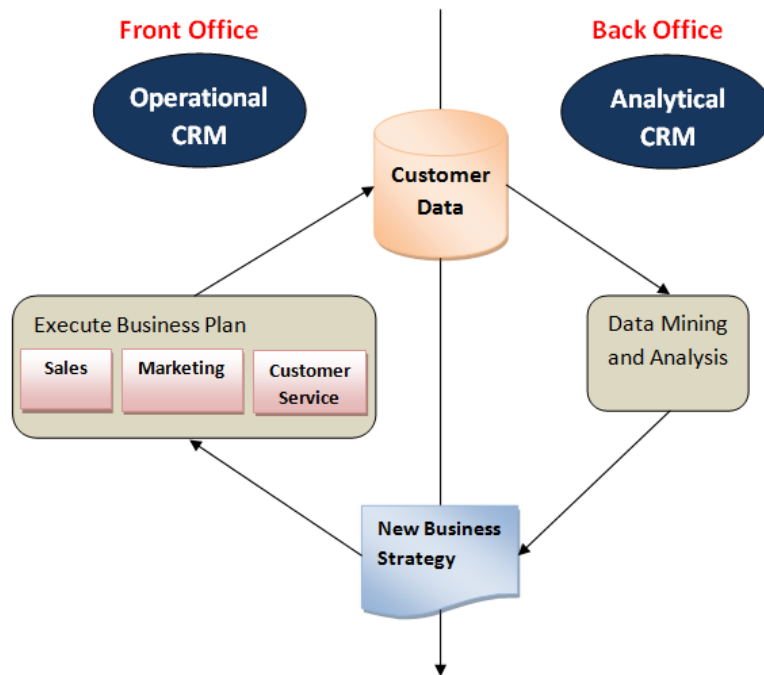 Front Office
Back Office
Operational
CRM
Analytical
CRM
Customer
Data
Execute Business Plan
Sales
Marketing
Customer
Service
Data Mining
and Analysis
New Business
Strategy